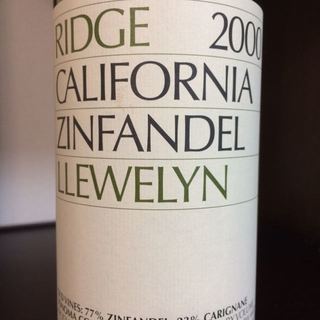 RIDGE 2000
CALIFORNIA
ZINFANDEL
LLEWELYN
VINES: 77% ZINFANDEL, 23% CARIGNANE